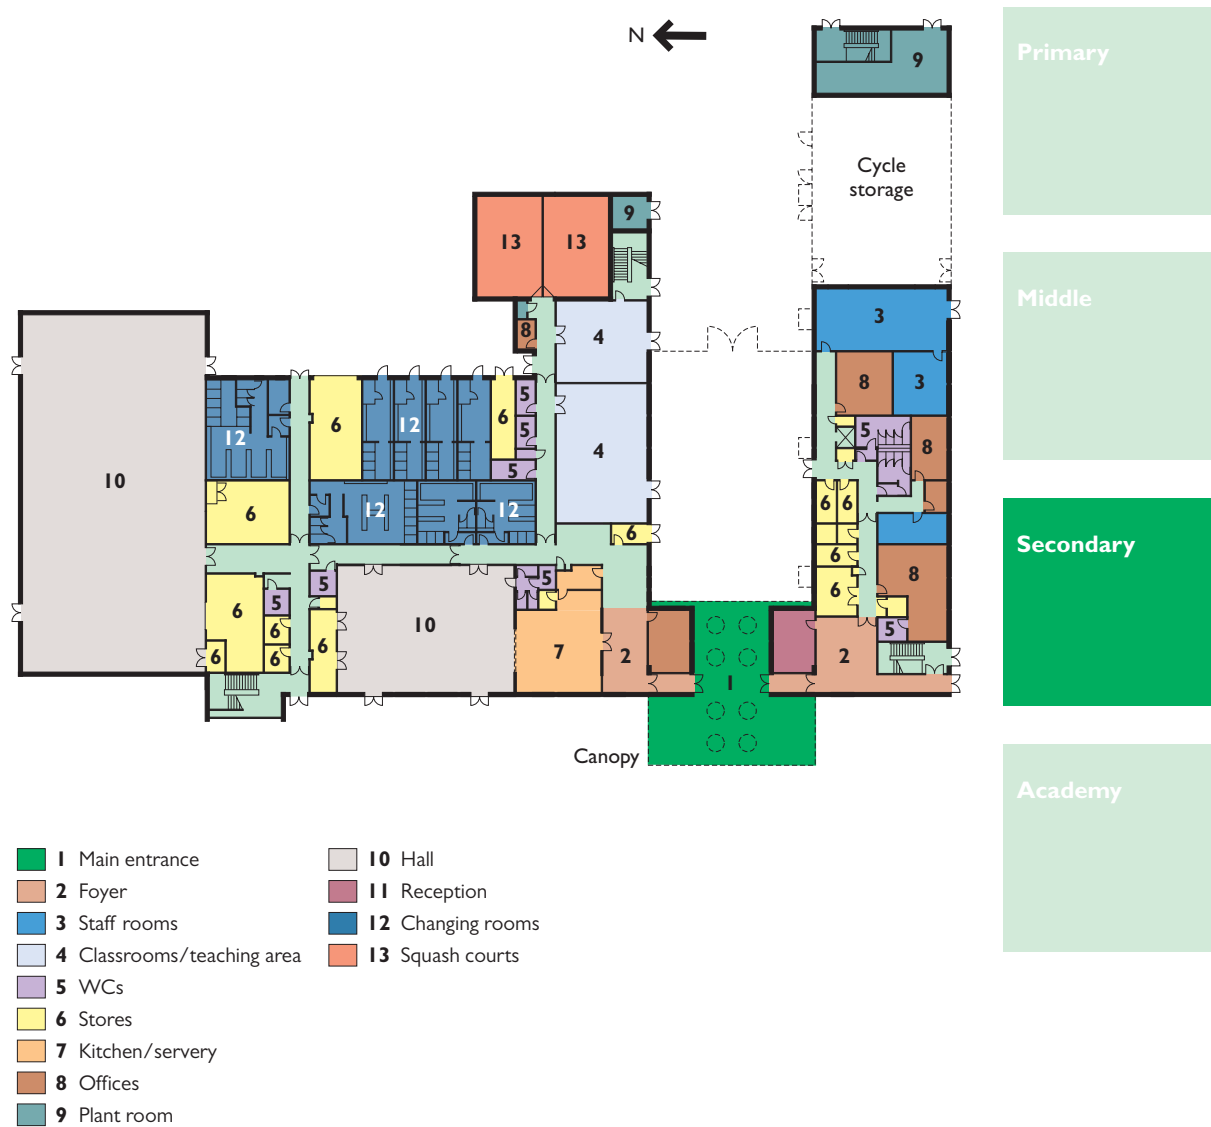 N
9
Primary
Cycle
storage
9
13
13
Middle
3
8
4
3
8
5
6
12
6
5
5
8
12
4
5
10
6
12
12
6
6
6
Secondary
6
5
5
6
8
6
10
6
5
6
6
6
7
2
1
2
Canopy
Academy
1 Main entrance
2 Foyer
3 Staff rooms
4 Classrooms/teaching area
5 WCs
6 Stores
7 Kitchen/servery
8 Offices
9 Plant room
10 Hall
11 Reception
12 Changing rooms
13 Squash courts